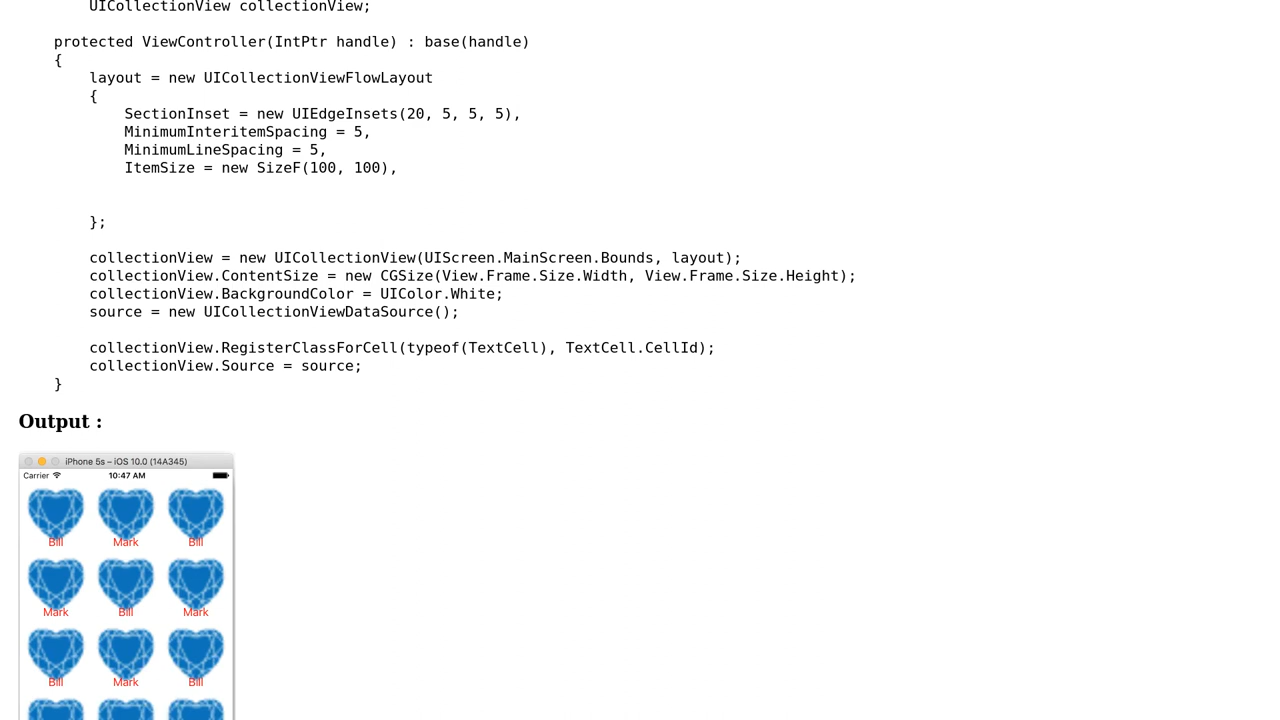 UICollectionView collectionView;
protected ViewController(IntPtr handle) : base(handle)
{
layout = new UICollectionViewFlowLayout
{
SectionInset = new UIEdgeInsets(20, 5, 5, 5),
MinimumInteritemSpacing = 5,
MinimumLineSpacing = 5,
ItemSize = new SizeF(100, 100),
};
collectionView = new UICollectionView(UIScreen.MainScreen.Bounds, layout);
collectionView.ContentSize = new CGSize(View.Frame.Size.Width, View.Frame.Size.Height);
collectionView.BackgroundColor = UIColor.White;
source = new UICollectionViewDataSource();
collectionView.RegisterClassForCell(typeof(TextCell), TextCell.CellId);
collectionView.Source = source;
}
Output :
iPhone 5s – iOS 10.0 (14A345)
Carrier 10:47 AM
Bill Mark Bill
Mark Bill Mark
Bill Mark Bill